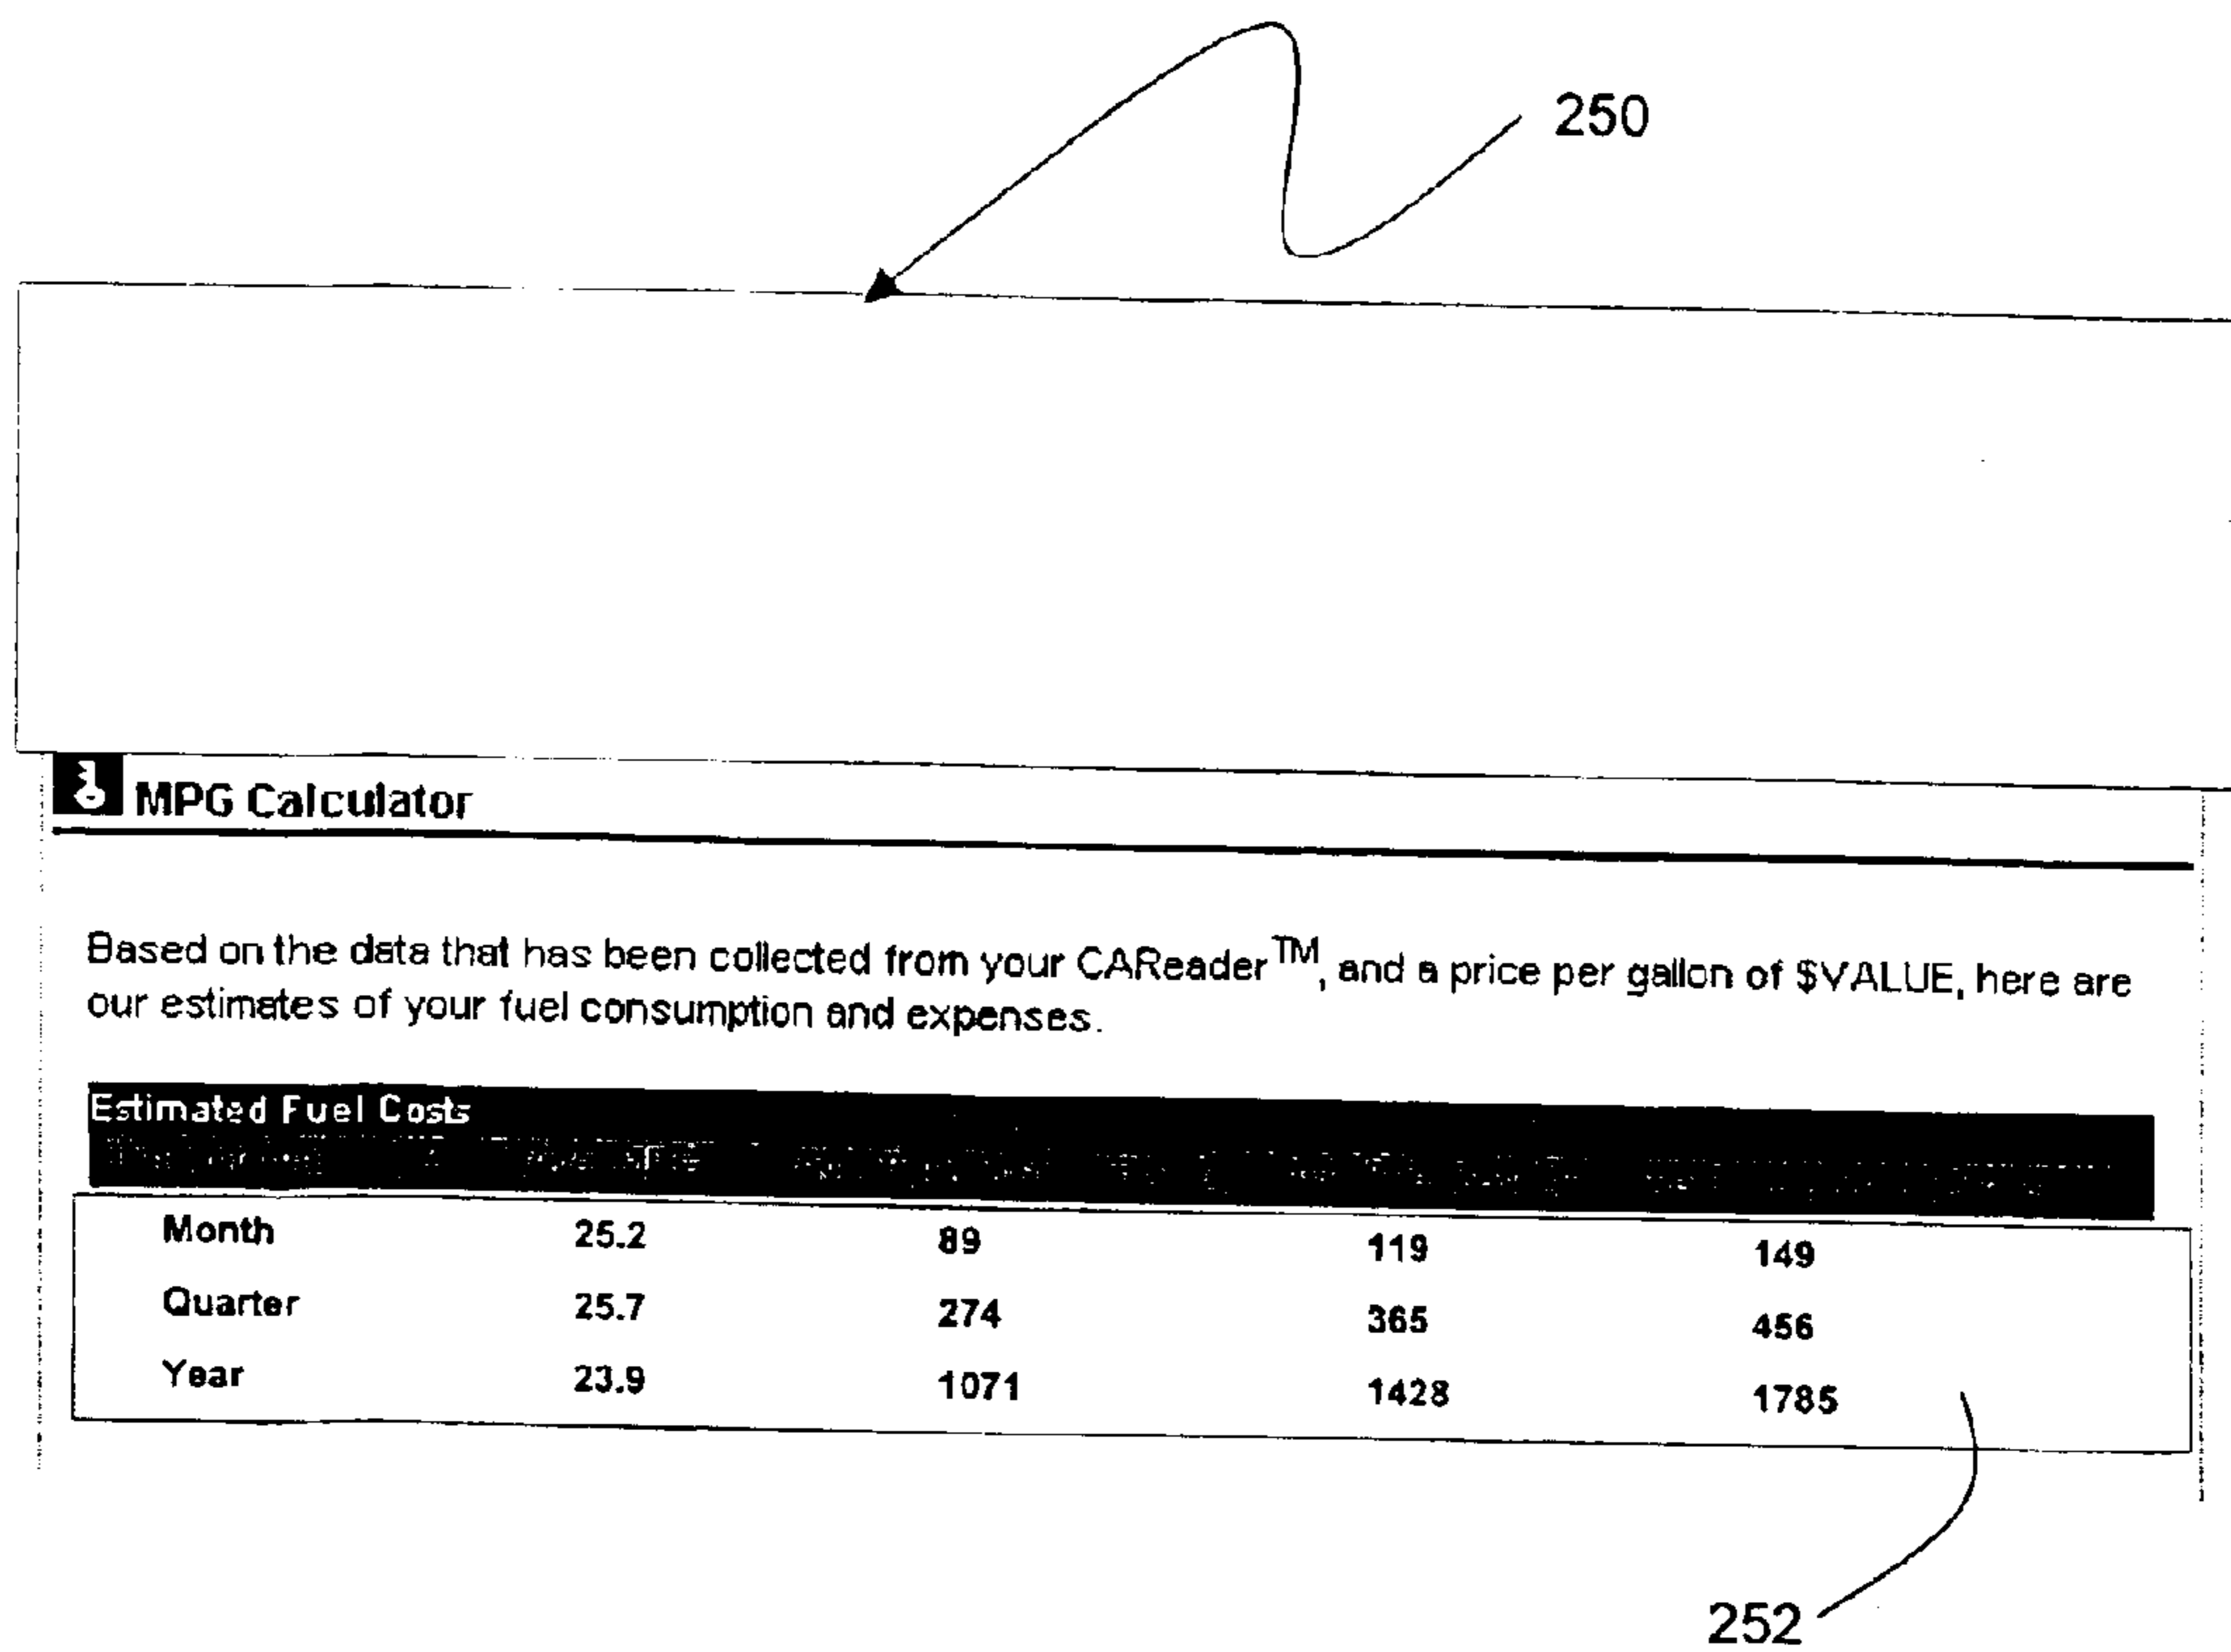 250
MPG Calculator
Based on the data that has been collected from your CAReader™, and a price per gallon of $VALUE, here are
our estimates of your fuel consumption and expenses.
Estimated Fuel Costs
Month 25.2 89 119 149
Quarter 25.7 274 365 456
Year 23.9 1071 1428 1785
252